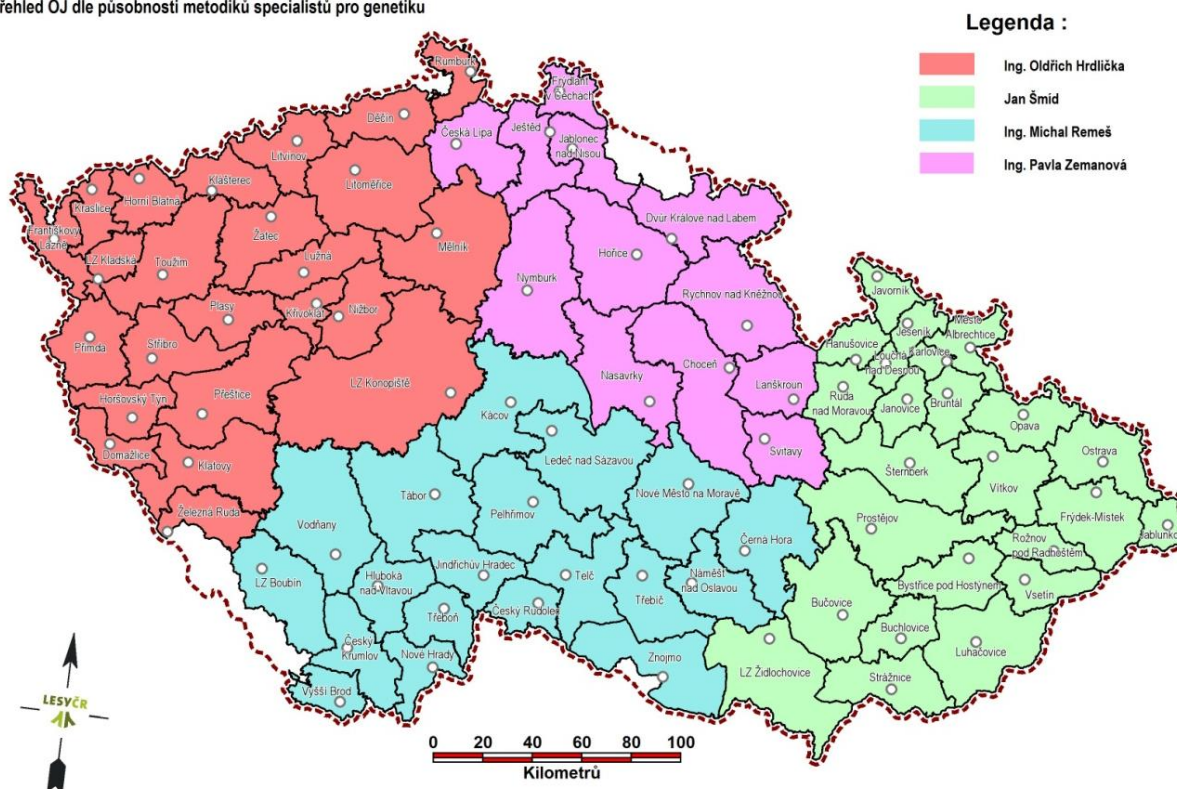 řehled OJ dle působnosti metodiků specialistů pro genetiku
Legenda :
Ing. Oldřich Hrdlička
Jan Šmíd
Ing. Michal Remeš
Ing. Pavla Zemanová
Rumburk
Frýdlant
v Čechách
Děčín
Česká Lípa
Ještěd
Jablonec
nad Nisou
Litvínov
Litoměřice
Klášterec
Kraslice
Horní Blatná
Františkovy
Lázně
Žatec
Mělník
Dvůr Králové nad Labem
Hořice
LZ Kladská
Toužim
Lužná
Nymburk
Rychnov nad Kněžnou
Javorník
Plasy
Křivoklát
Nižbor
Jeseník
Město
Albrechtice
Přimda
Stříbro
Hanušovice
Loučná
nad Desnou
Karlovice
Choceň
Nasavrky
Lanškroun
LZ Konopiště
Ruda
nad Moravou
Janovice
Bruntál
Horšovský Týn
Přeštice
Kácov
Opava
Domažlice
Klatovy
Ledeč nad Sázavou
Svitavy
Šternberk
Ostrava
Vítkov
Tábor
Pelhřimov
Nové Město na Moravě
Železná Ruda
Vodňany
Prostějov
Frýdek-Místek
Jablunko
Černá Hora
Rožnov
pod Radhoštěm
LZ Boubín
Hluboká
nad Vltavou
Jindřichův Hradec
Telč
Třebíč
Náměšť
nad Oslavou
Bystřice pod Hostýnem
Vsetín
Třeboň
Český Rudolec
Bučovice
Buchlovice
Luhačovice
Český
Krumlov
Nové Hrady
Znojmo
LZ Židlochovice
Strážnice
Vyšší Brod
LESYČR
0 20 40 60 80 100
Kilometrů